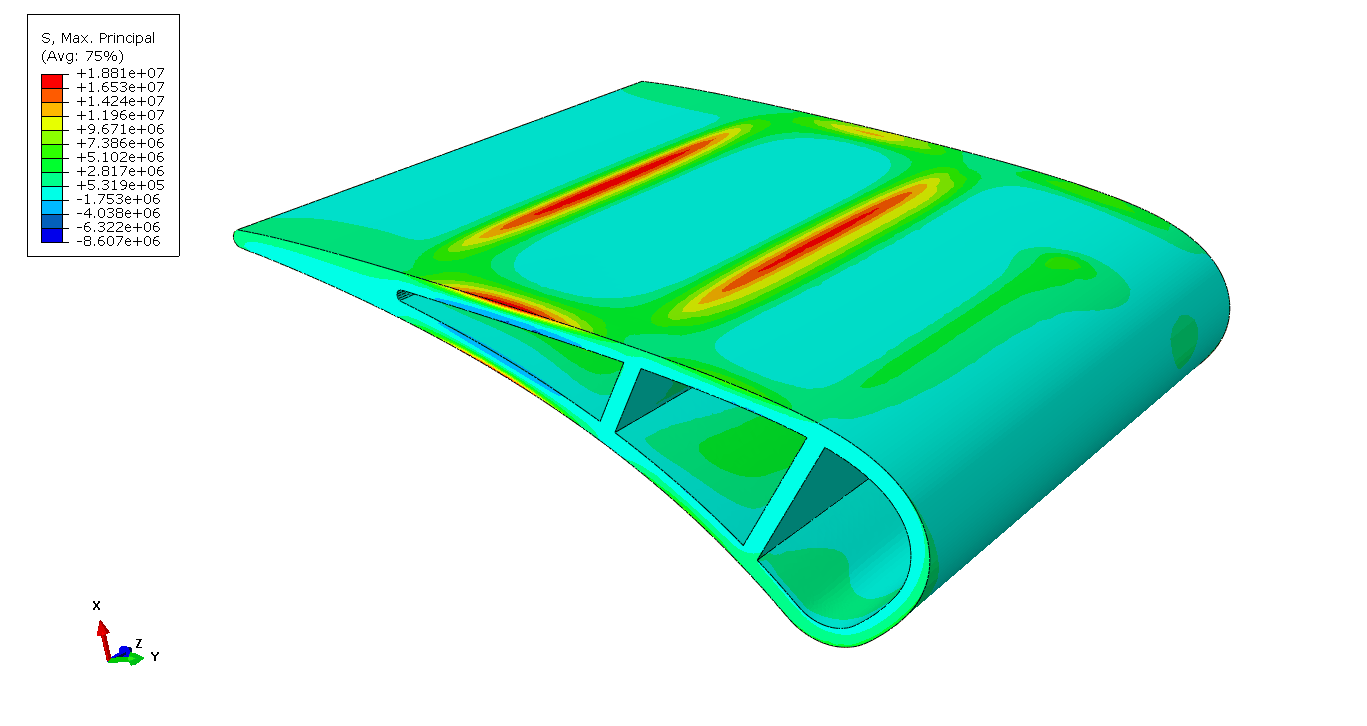 S, Max. Principal
(Avg: 75%)
+1.881e+07
+1.653e+07
+1.424e+07
+1.196e+07
+9.671e+06
+7.386e+06
+5.102e+06
+2.817e+06
+5.319e+05
-1.753e+06
-4.038e+06
-6.322e+06
-8.607e+06
X
Z
Y